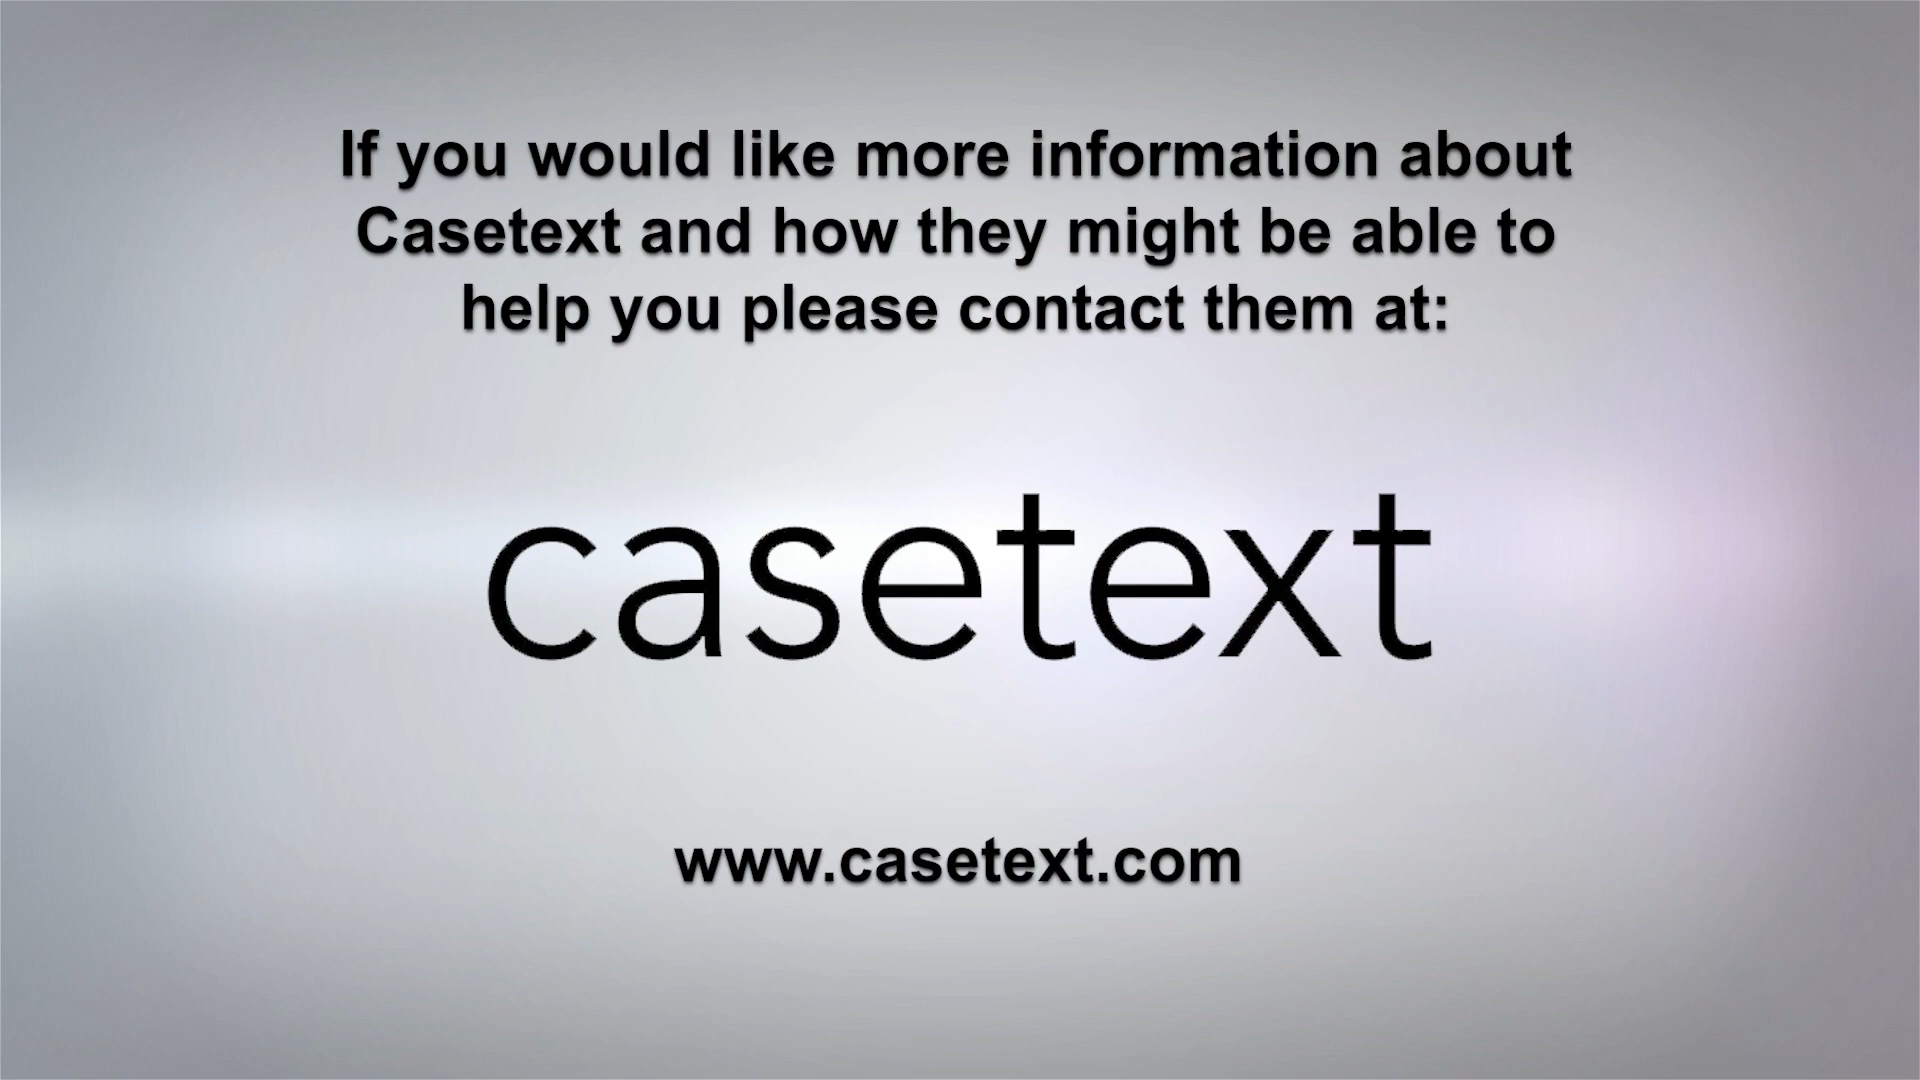 If you would like more information about
Casetext and how they might be able to
help you please contact them at:
casetext
www.casetext.com